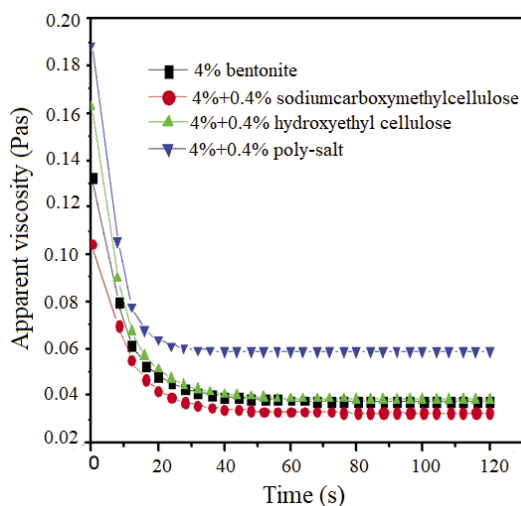 0.20
0.18
0.16
0.14
0.12
0.10
0.08
0.06
0.04
0.02
Apparent viscosity (Pas)
4% bentonite
4%+0.4% sodiumcarboxymethylcellulose
4%+0.4% hydroxyethyl cellulose
4%+0.4% poly-salt
0 20 40 60 80 100 120
Time (s)